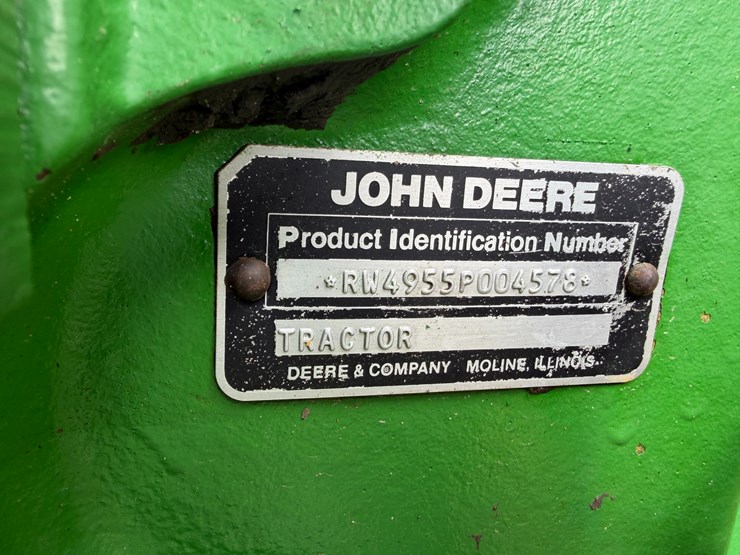 JOHN DEERE
Product Identification Number
*RW4955P004578*
TRACTOR
DEERE & COMPANY MOLINE, ILLINOIS